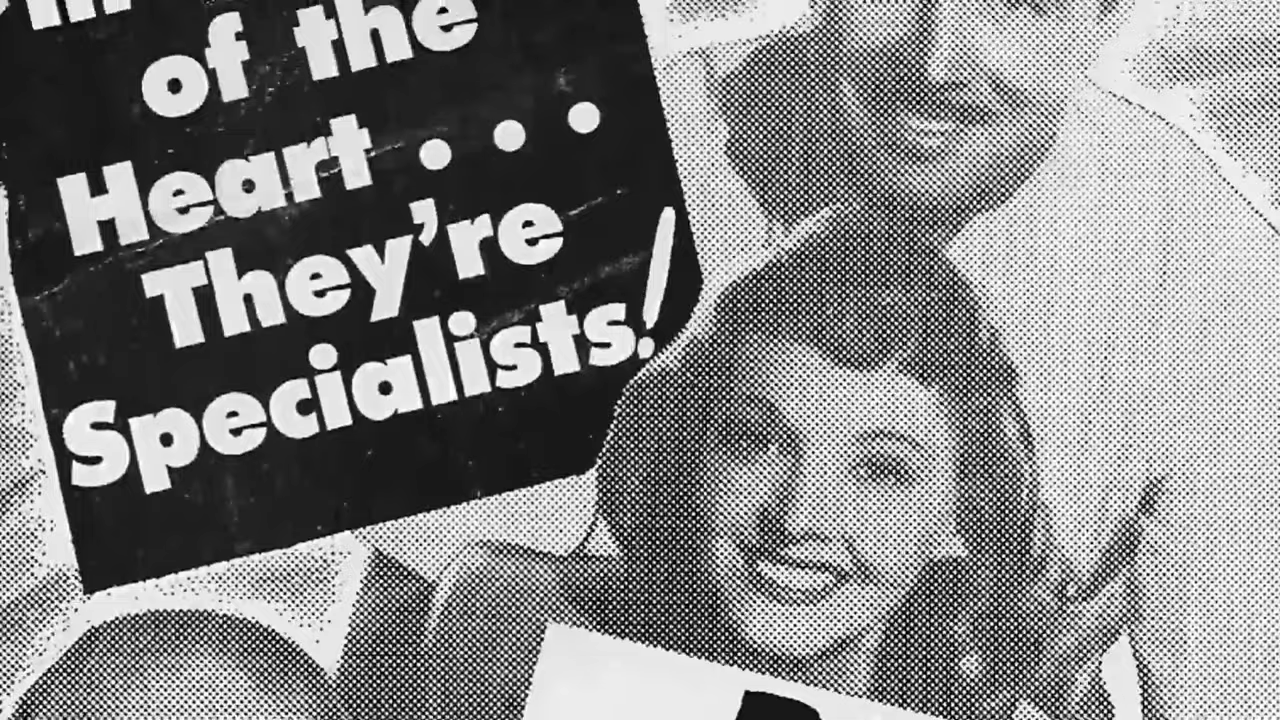 of the
Heart . . .
They're
Specialists!